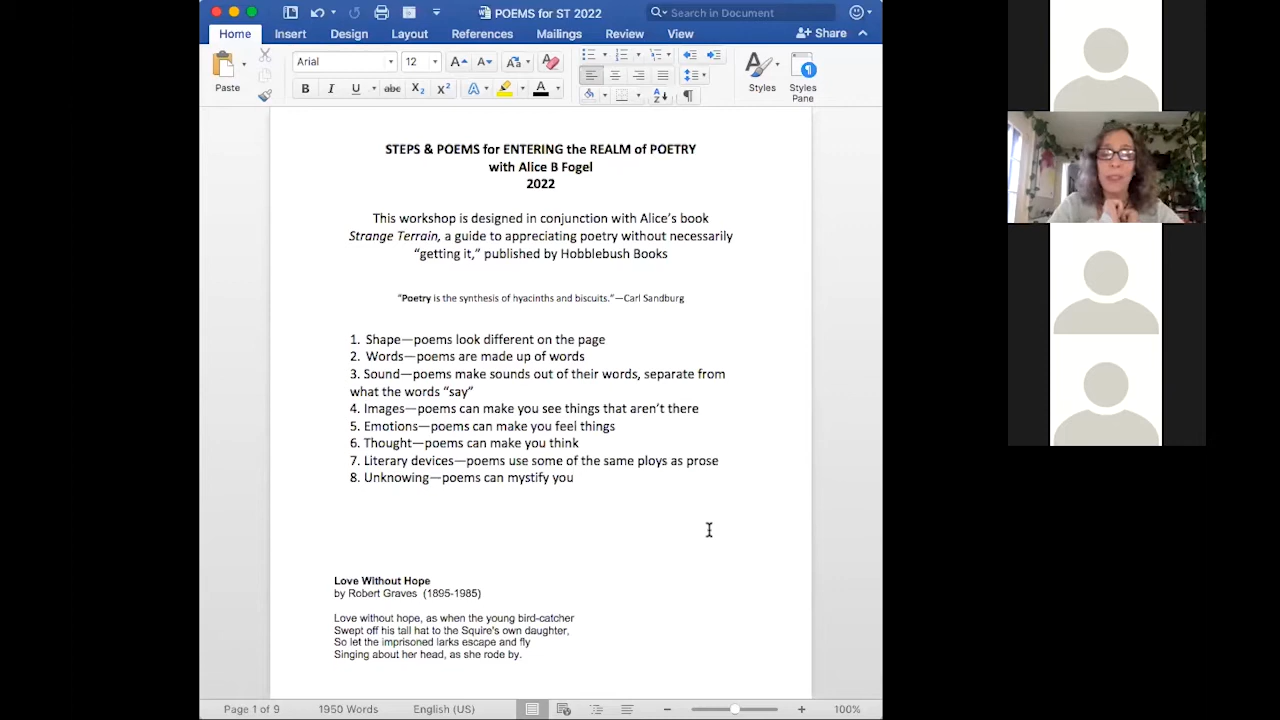 POEMS for ST 2022
Search in Document
Home Insert Design Layout References Mailings Review View Share
Paste
Arial
12
Styles
Styles Pane
STEPS & POEMS for ENTERING the REALM of POETRY
with Alice B Fogel
2022
This workshop is designed in conjunction with Alice’s book
Strange Terrain, a guide to appreciating poetry without necessarily
“getting it,” published by Hobblebush Books
“Poetry is the synthesis of hyacinths and biscuits.”—Carl Sandburg
1. Shape—poems look different on the page
2. Words—poems are made up of words
3. Sound—poems make sounds out of their words, separate from
what the words “say”
4. Images—poems can make you see things that aren’t there
5. Emotions—poems can make you feel things
6. Thought—poems can make you think
7. Literary devices—poems use some of the same ploys as prose
8. Unknowing—poems can mystify you
Love Without Hope
by Robert Graves (1895-1985)
Love without hope, as when the young bird-catcher
Swept off his tall hat to the Squire's own daughter,
So let the imprisoned larks escape and fly
Singing about her head, as she rode by.
Page 1 of 9 1950 Words English (US) 100%